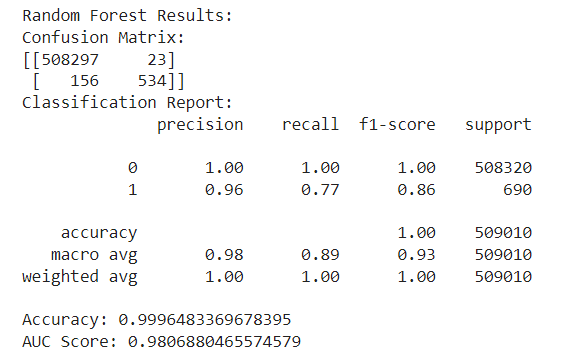 Random Forest Results:
Confusion Matrix:
[[508297     23]
 [   156    534]]
Classification Report:
              precision    recall  f1-score   support

           0       1.00      1.00      1.00    508320
           1       0.96      0.77      0.86       690

    accuracy                           1.00    509010
   macro avg       0.98      0.89      0.93    509010
weighted avg       1.00      1.00      1.00    509010

Accuracy: 0.9996483369678395
AUC Score: 0.9806880465574579